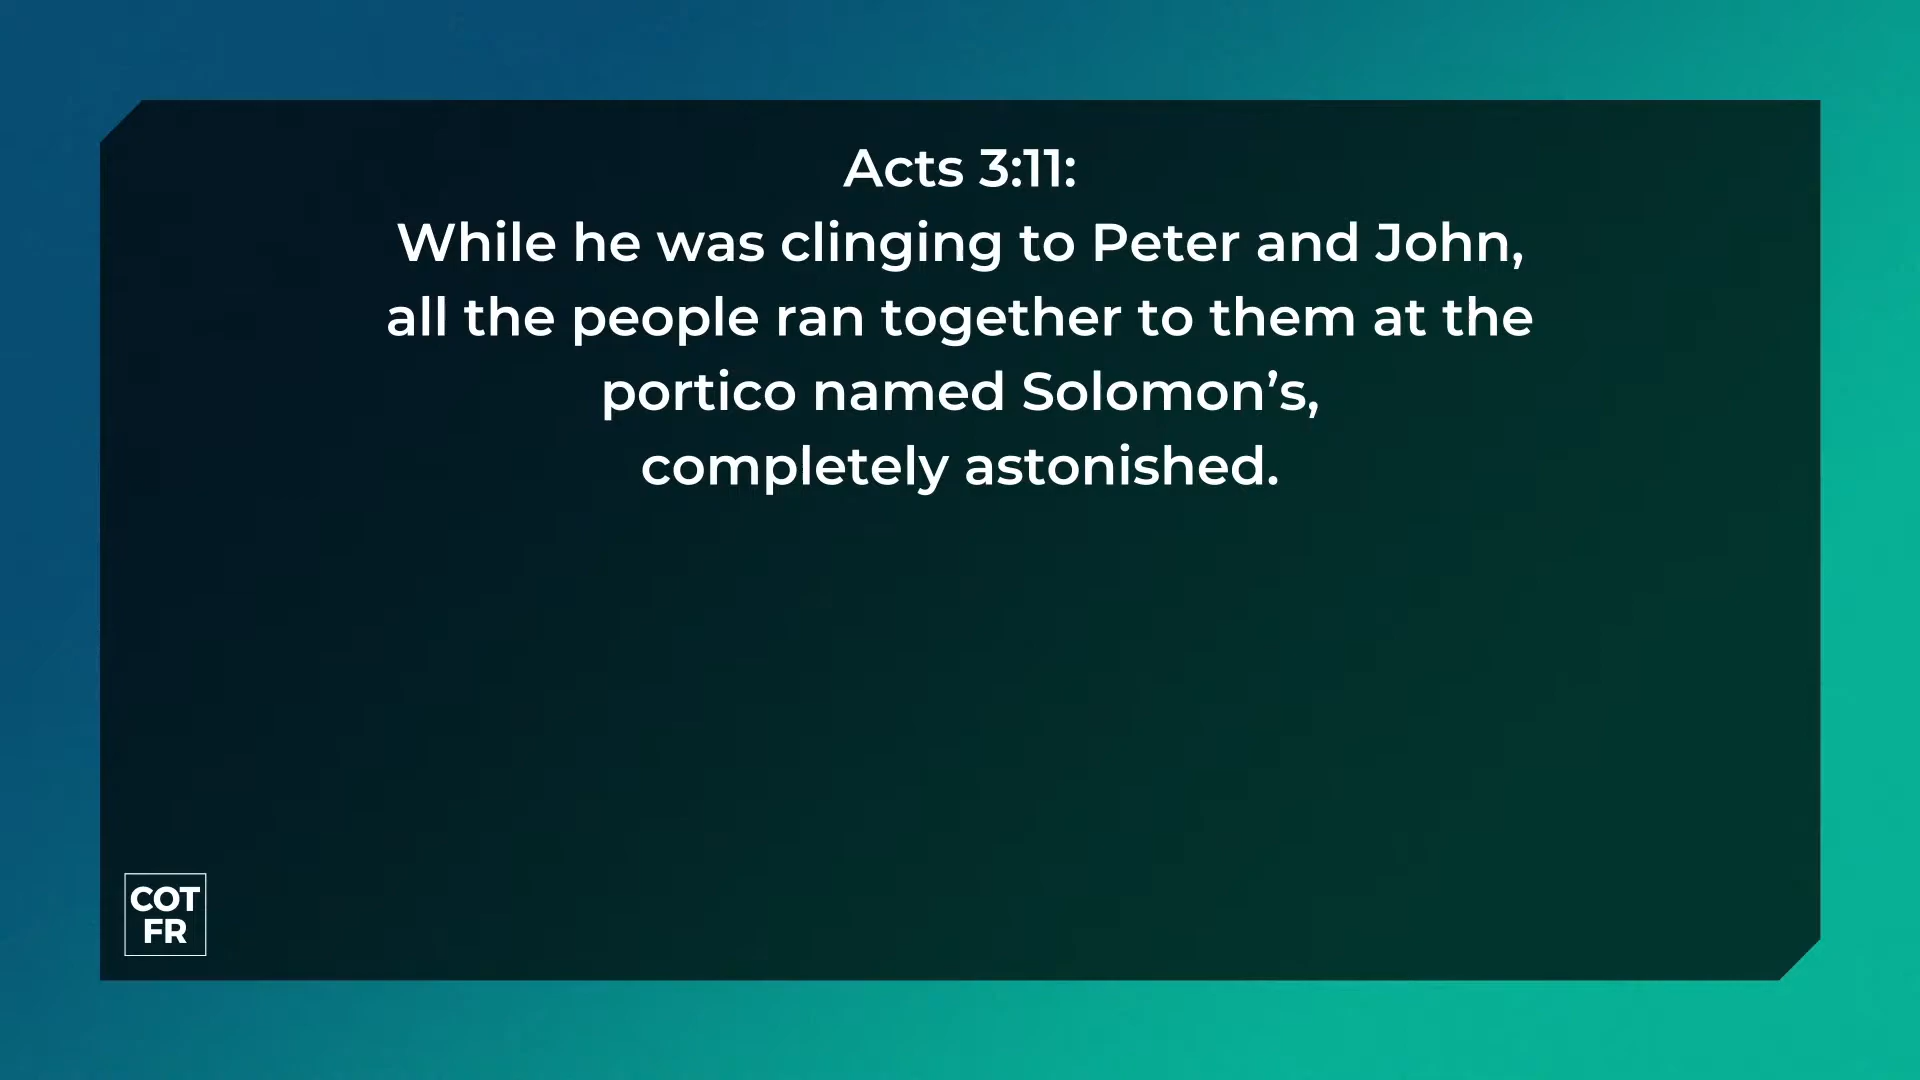 Acts 3:11:
While he was clinging to Peter and John,
all the people ran together to them at the
portico named Solomon’s,
completely astonished.
COT
FR